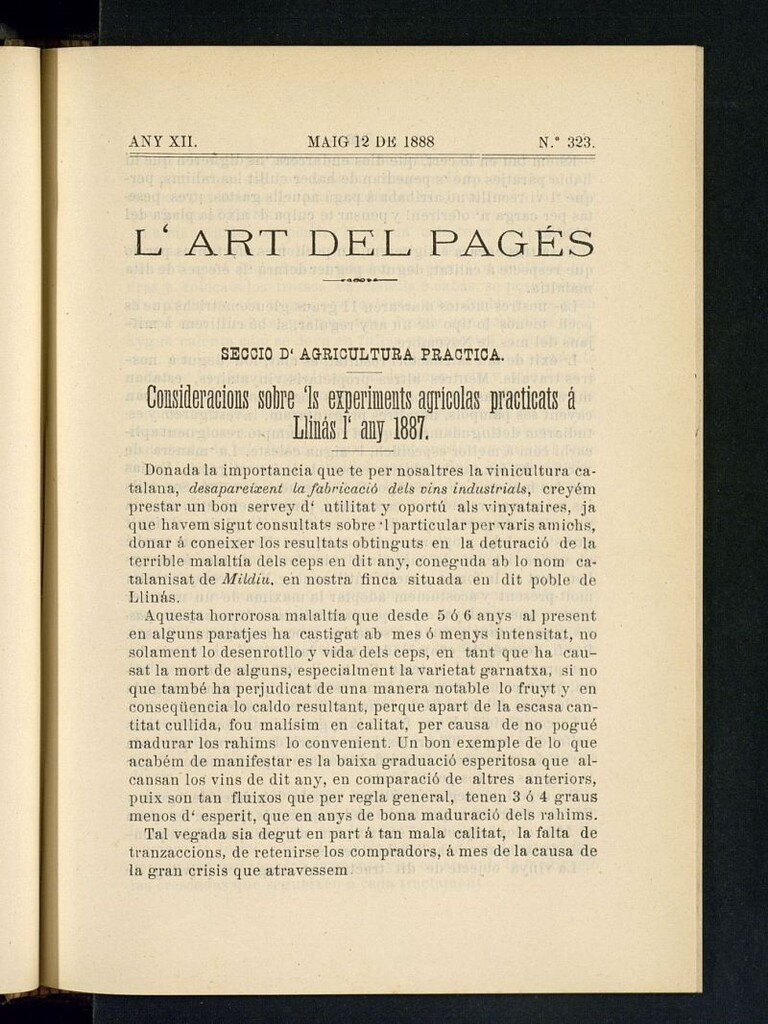 ANY XII. MAIG 12 DE 1888 N.º 323.
L‘ ART DEL PAGÉS
SECCIO D‘ AGRICULTURA PRACTICA.
Consideracions sobre ‘ls experiments agrícolas practicats á
Llinás l‘ any 1887.
Donada la importancia que te per nosaltres la vinicultura ca-
talana, desapareixent la fabricació dels vins industrials, creyém
prestar un bon servey d‘ utilitat y oportú als vinyataires, ja
que havem sigut consultats sobre ‘l particular per varis amichs,
donar á coneixer los resultats obtinguts en la deturació de la
terrible malaltía dels ceps en dit any, coneguda ab lo nom ca-
talanisat de Mildiu, en nostra finca situada en dit poble de
Llinás.
Aquesta horrorosa malaltía que desde 5 ó 6 anys al present
en alguns paratjes ha castigat ab mes ó menys intensitat, no
solament lo desenrotllo y vida dels ceps, en tant que ha cau-
sat la mort de alguns, especialment la varietat garnatxa, si no
que també ha perjudicat de una manera notable lo fruyt y en
conseqüencia lo caldo resultant, perque apart de la escasa can-
titat cullida, fou malísim en calitat, per causa de no pogué
madurar los rahims lo convenient. Un bon exemple de lo que
acabém de manifestar es la baixa graduació esperitosa que al-
cansan los vins de dit any, en comparació de altres anteriors,
puix son tan fluixos que per regla general, tenen 3 ó 4 graus
menos d‘ esperit, que en anys de bona maduració dels rahims.
Tal vegada sia degut en part á tan mala calitat, la falta de
tranzaccions, de retenirse los compradors, á mes de la causa de
la gran crisis que atravessem.